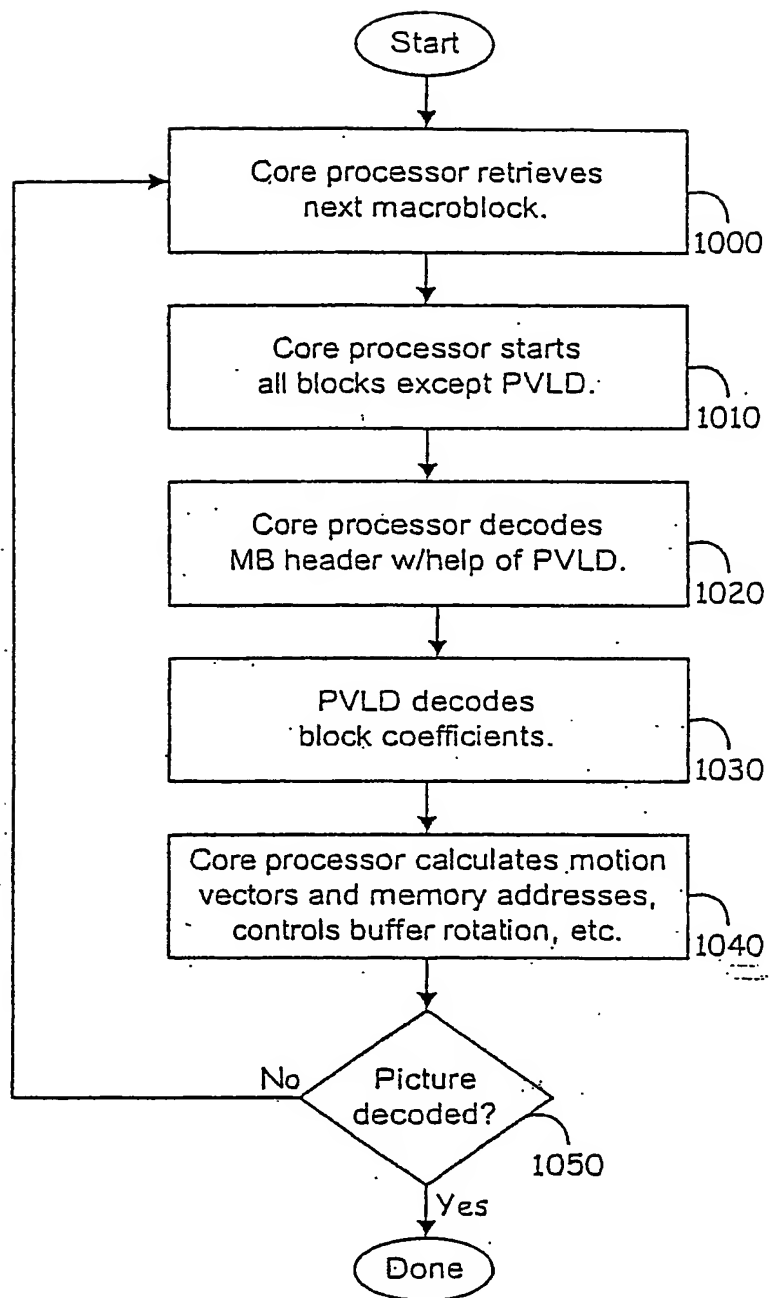 Start
Core processor retrieves
next macroblock.
1000
Core processor starts
all blocks except PVLD.
1010
Core processor decodes
MB header w/help of PVLD.
1020
PVLD decodes
block coefficients.
1030
Core processor calculates motion
vectors and memory addresses,
controls buffer rotation, etc.
1040
No
Picture
decoded?
1050
Yes
Done